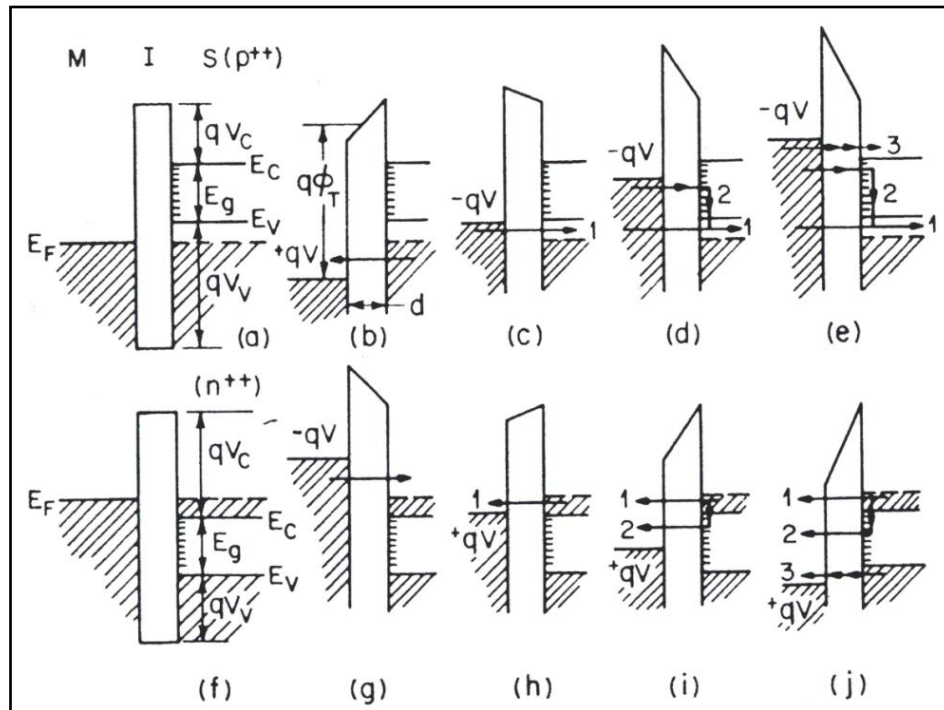 M I S(p++)
qV_C
E_C
E_g
E_V
E_F
qV_V
(a)
qΦ_T
+qV
d
(b)
-qV
1
(c)
-qV
2
1
(d)
-qV
3
2
1
(e)
(n++)
qV_C
E_F
E_C
E_g
E_V
qV_V
(f)
-qV
(g)
1
+qV
(h)
1
2
+qV
(i)
1
2
3
+qV
(j)